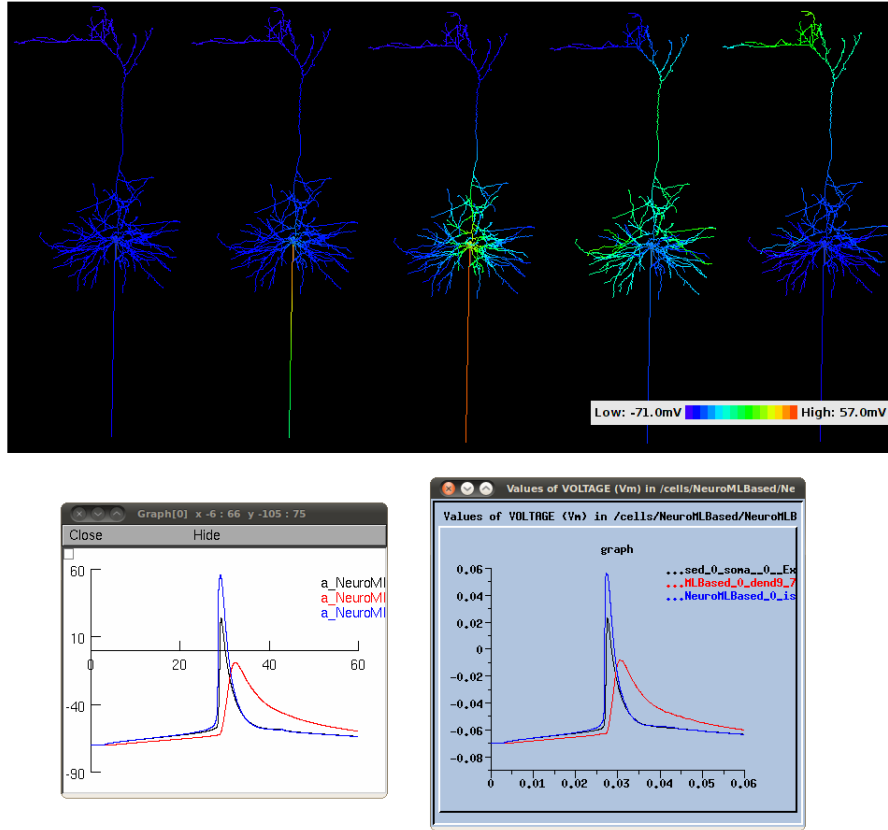 Low: -71.0mV High: 57.0mV
Graph[0] x -6 : 66 y -105 : 75
Close Hide
60
10
-40
-90
0 20 40 60
a_NeuroMl
a_NeuroMl
a_NeuroMl
Values of VOLTAGE (Vm) in /cells/NeuroMLBased/Ne
Values of VOLTAGE (Vm) in /cells/NeuroMLBased/NeuroMLB
graph
...sed_0_soma__0__Ex
...MLBased_0_dend9_7
...NeuroMLBased_0_is
0.06
0.04
0.02
0
-0.02
-0.04
-0.06
-0.08
0 0.01 0.02 0.03 0.04 0.05 0.06